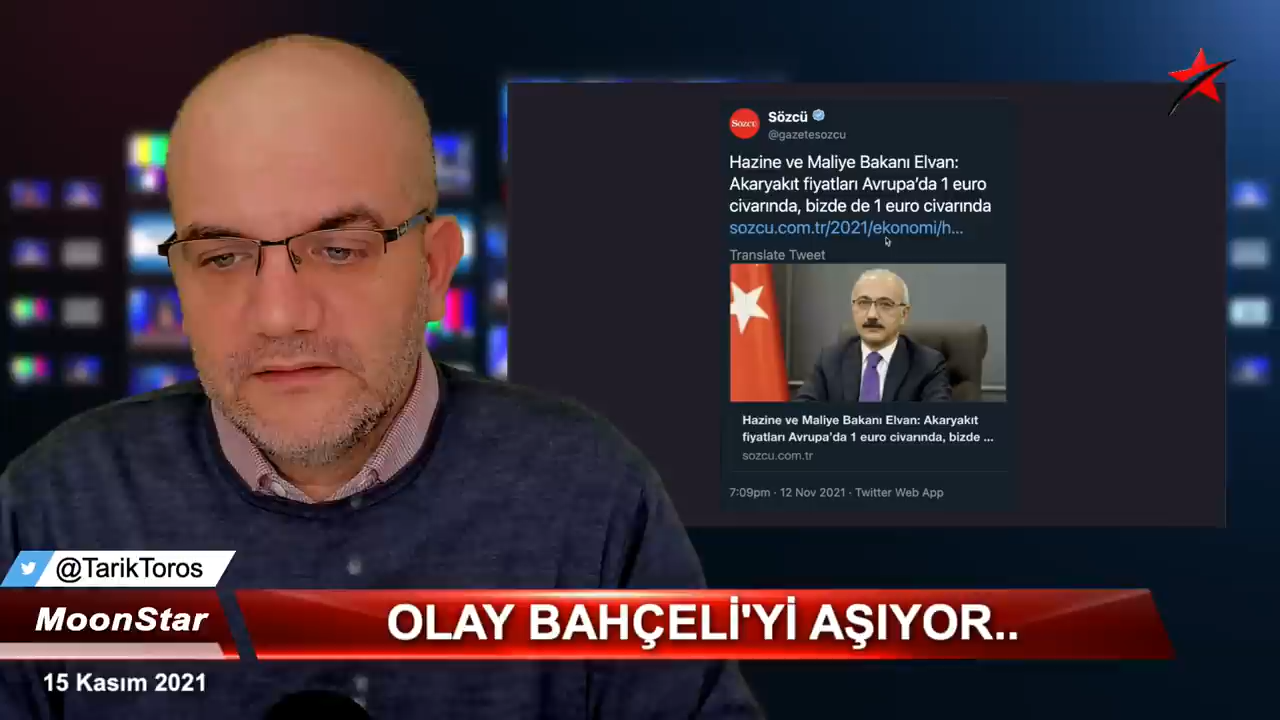 Sözcü
Sözcü
@gazetesozcu
Hazine ve Maliye Bakanı Elvan:
Akaryakıt fiyatları Avrupa'da 1 euro
civarında, bizde de 1 euro civarında
sozcu.com.tr/2021/ekonomi/h...
Translate Tweet
Hazine ve Maliye Bakanı Elvan: Akaryakıt
fiyatları Avrupa'da 1 euro civarında, bizde ...
sozcu.com.tr
7:09pm · 12 Nov 2021 · Twitter Web App
@TarikToros
MoonStar
OLAY BAHÇELİ'Yİ AŞIYOR..
15 Kasım 2021